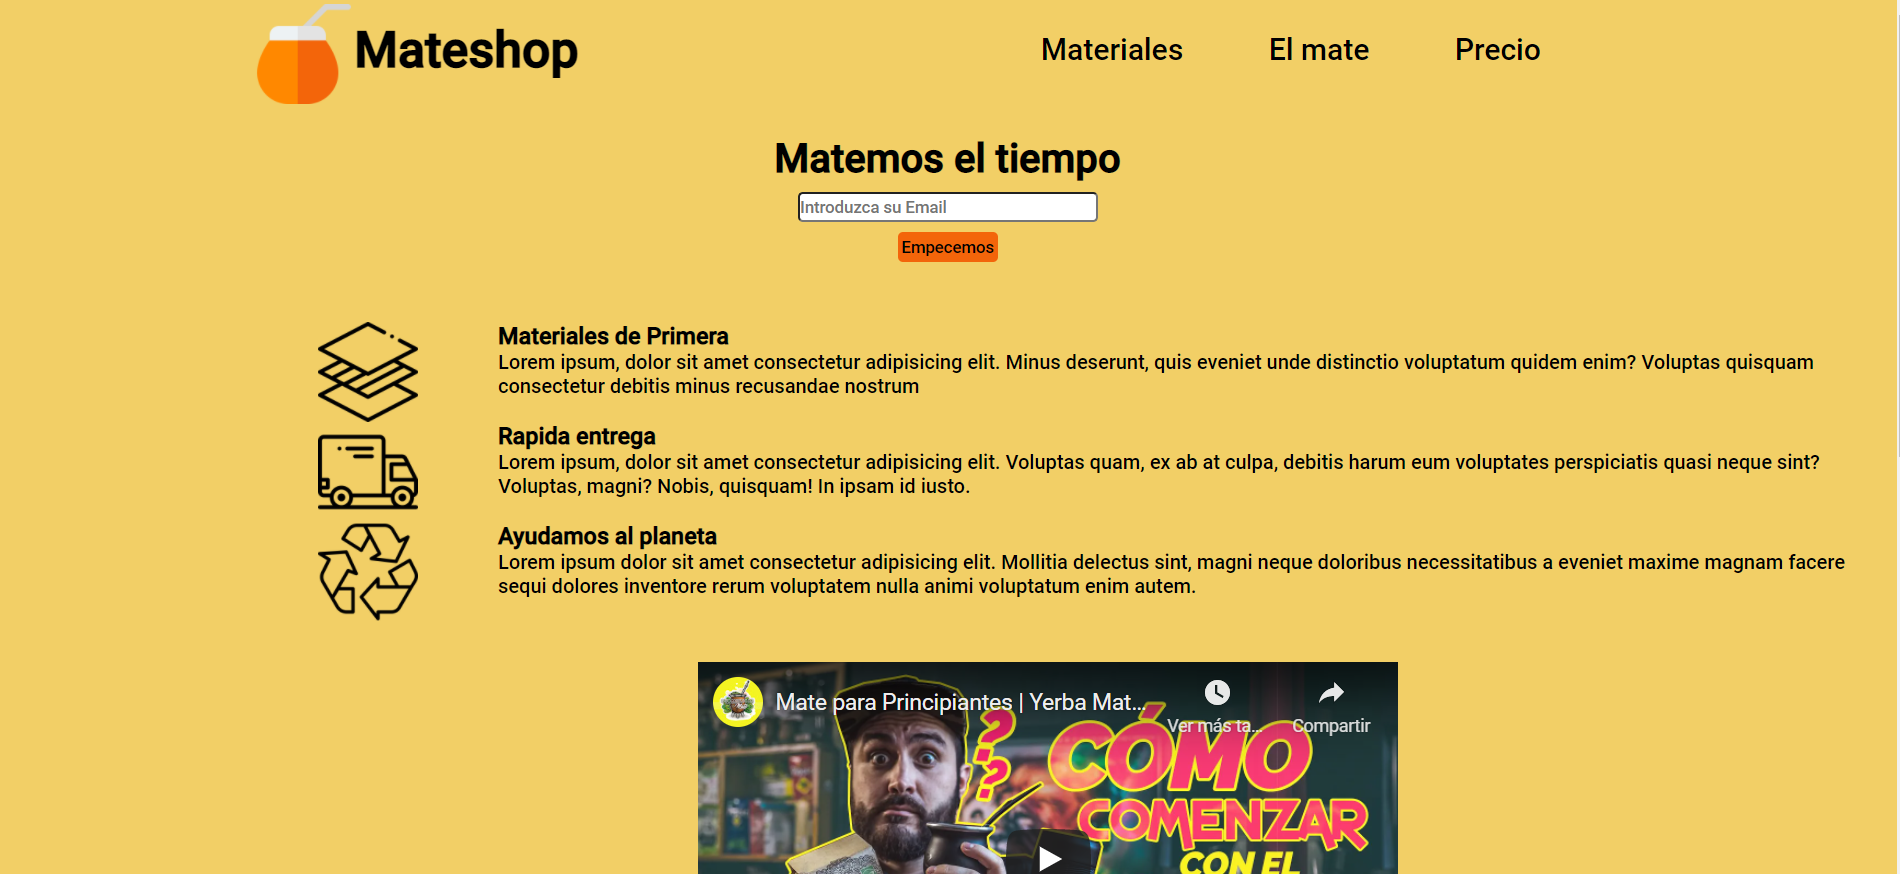 Mateshop
Materiales
El mate
Precio
Matemos el tiempo
Introduzca su Email
Empecemos
Materiales de Primera
Lorem ipsum, dolor sit amet consectetur adipisicing elit. Minus deserunt, quis eveniet unde distinctio voluptatum quidem enim? Voluptas quisquam
consectetur debitis minus recusandae nostrum
Rapida entrega
Lorem ipsum, dolor sit amet consectetur adipisicing elit. Voluptas quam, ex ab at culpa, debitis harum eum voluptates perspiciatis quasi neque sint?
Voluptas, magni? Nobis, quisquam! In ipsam id iusto.
Ayudamos al planeta
Lorem ipsum dolor sit amet consectetur adipisicing elit. Mollitia delectus sint, magni neque doloribus necessitatibus a eveniet maxime magnam facere
sequi dolores inventore rerum voluptatem nulla animi voluptatum enim autem.
Mate para Principiantes | Yerba Mat...
Ver más ta...
Compartir
??
CÓMO
COMENZAR
CON EL